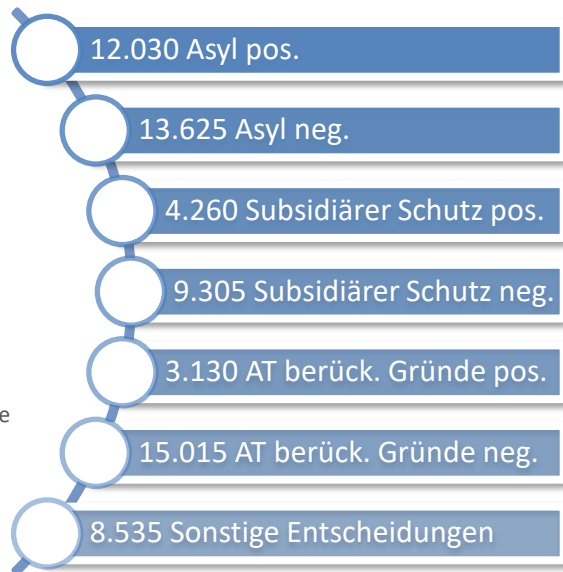 12.030 Asyl pos.
13.625 Asyl neg.
4.260 Subsidiärer Schutz pos.
9.305 Subsidiärer Schutz neg.
3.130 AT berück. Gründe pos.
e
15.015 AT berück. Gründe neg.
8.535 Sonstige Entscheidungen